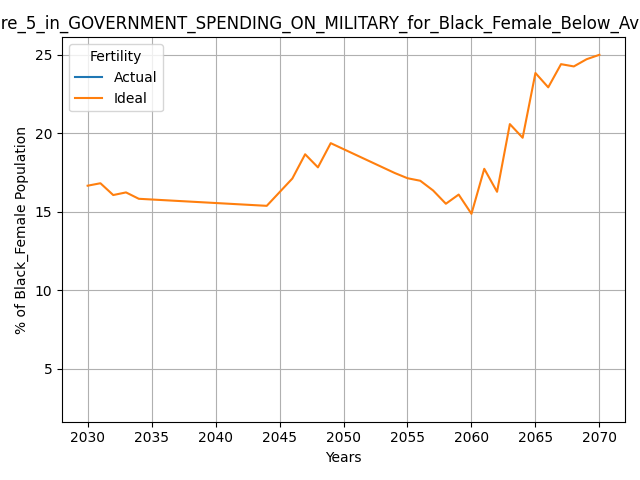 re_5_in_GOVERNMENT_SPENDING_ON_MILITARY_for_Black_Female_Below_Av
Fertility
Actual
Ideal
25
20
15
10
5
% of Black_Female Population
2030 2035 2040 2045 2050 2055 2060 2065 2070
Years